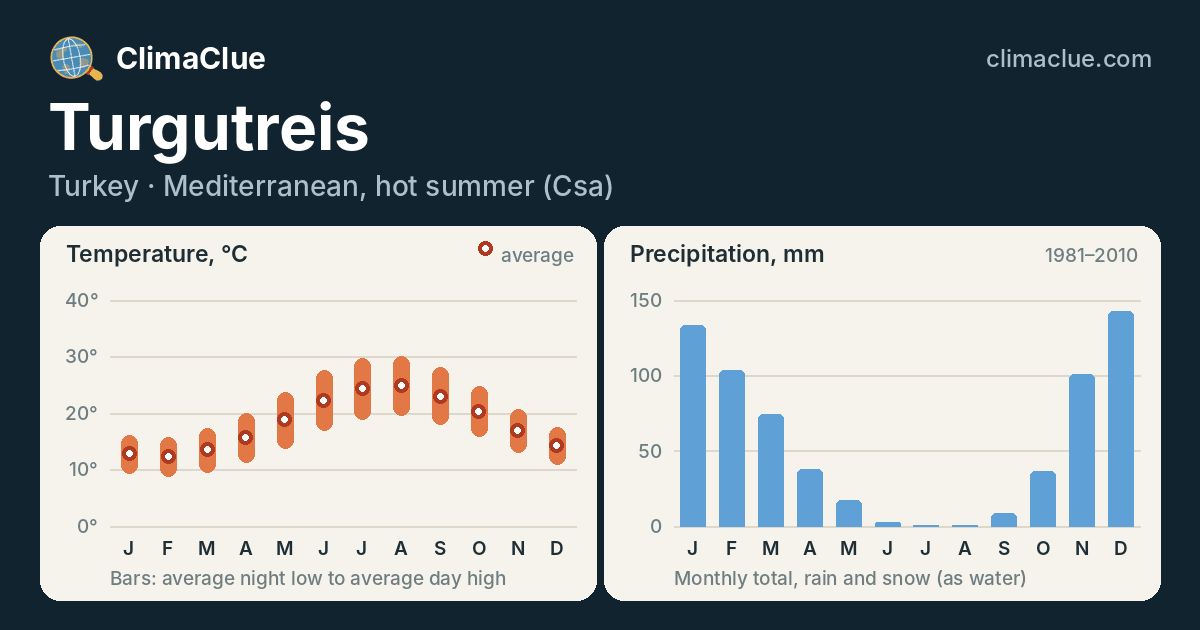 ClimaClue
climaclue.com
Turgutreis
Turkey · Mediterranean, hot summer (Csa)
Temperature, °C
average
40°
30°
20°
10°
0°
J F M A M J J A S O N D
Bars: average night low to average day high
Precipitation, mm
1981–2010
150
100
50
0
J F M A M J J A S O N D
Monthly total, rain and snow (as water)